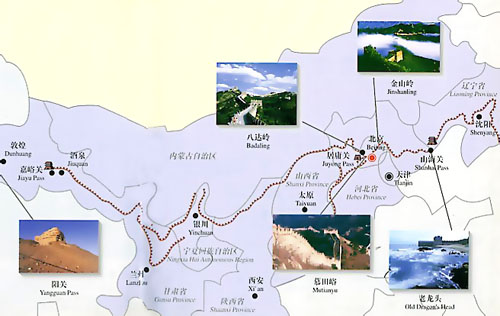 金山岭
Jinshanling
辽宁省
Liaoning Province
沈阳
Shenyang
八达岭
Badaling
北京
Beijing
居庸关
Juyong Pass
山海关
Shanhai Pass
天津
Tianjin
敦煌
Dunhuang
酒泉
Jiuquan
嘉峪关
Jiayu Pass
内蒙古自治区
山西省
Shanxi Province
太原
Taiyuan
河北省
Hebei Province
银川
Yinchuan
宁夏回族自治区
Ningxia Hui Autonomous Region
兰州
Lanzhou
西安
Xi'an
甘肃省
Gansu Province
陕西省
Shaanxi Province
阳关
Yangguan Pass
慕田峪
Mutianyu
老龙头
Old Dragon's Head